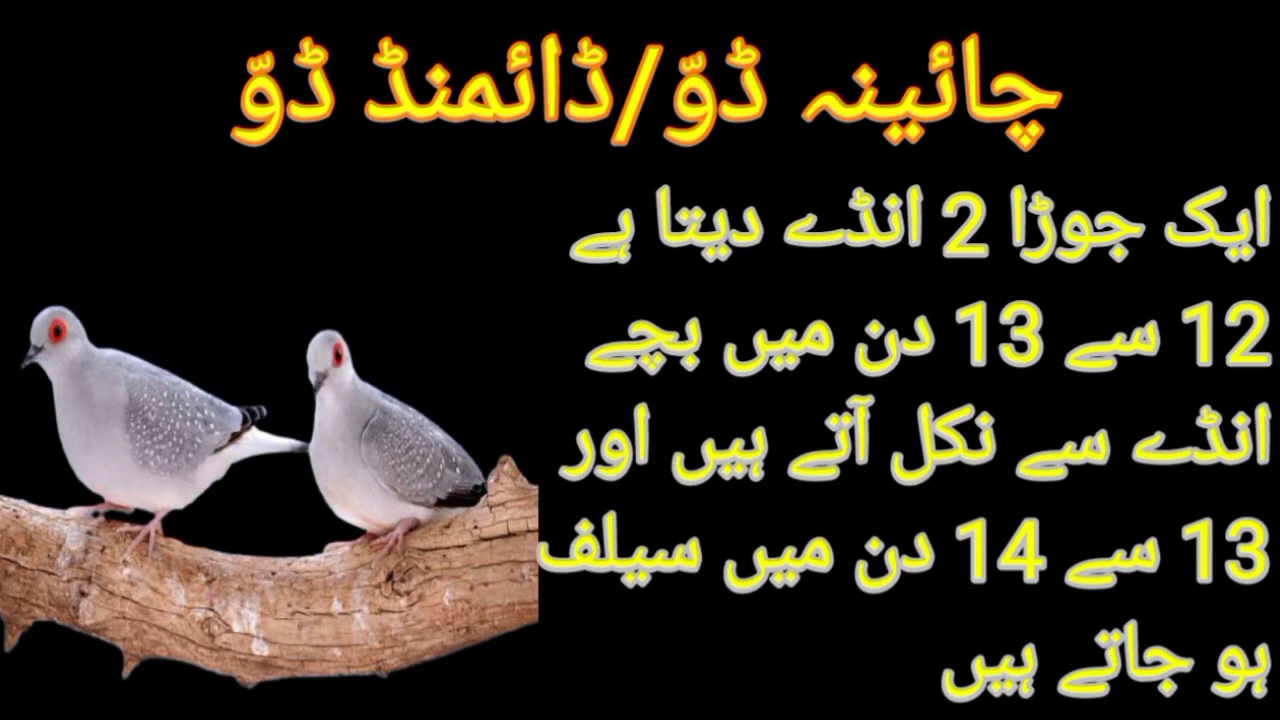 چائینہ ڈوّ/ڈائمنڈ ڈوّ
ایک جوڑا 2 انڈے دیتا ہے
12 سے 13 دن میں بچے
انڈے سے نکل آتے ہیں اور
13 سے 14 دن میں سیلف
ہو جاتے ہیں